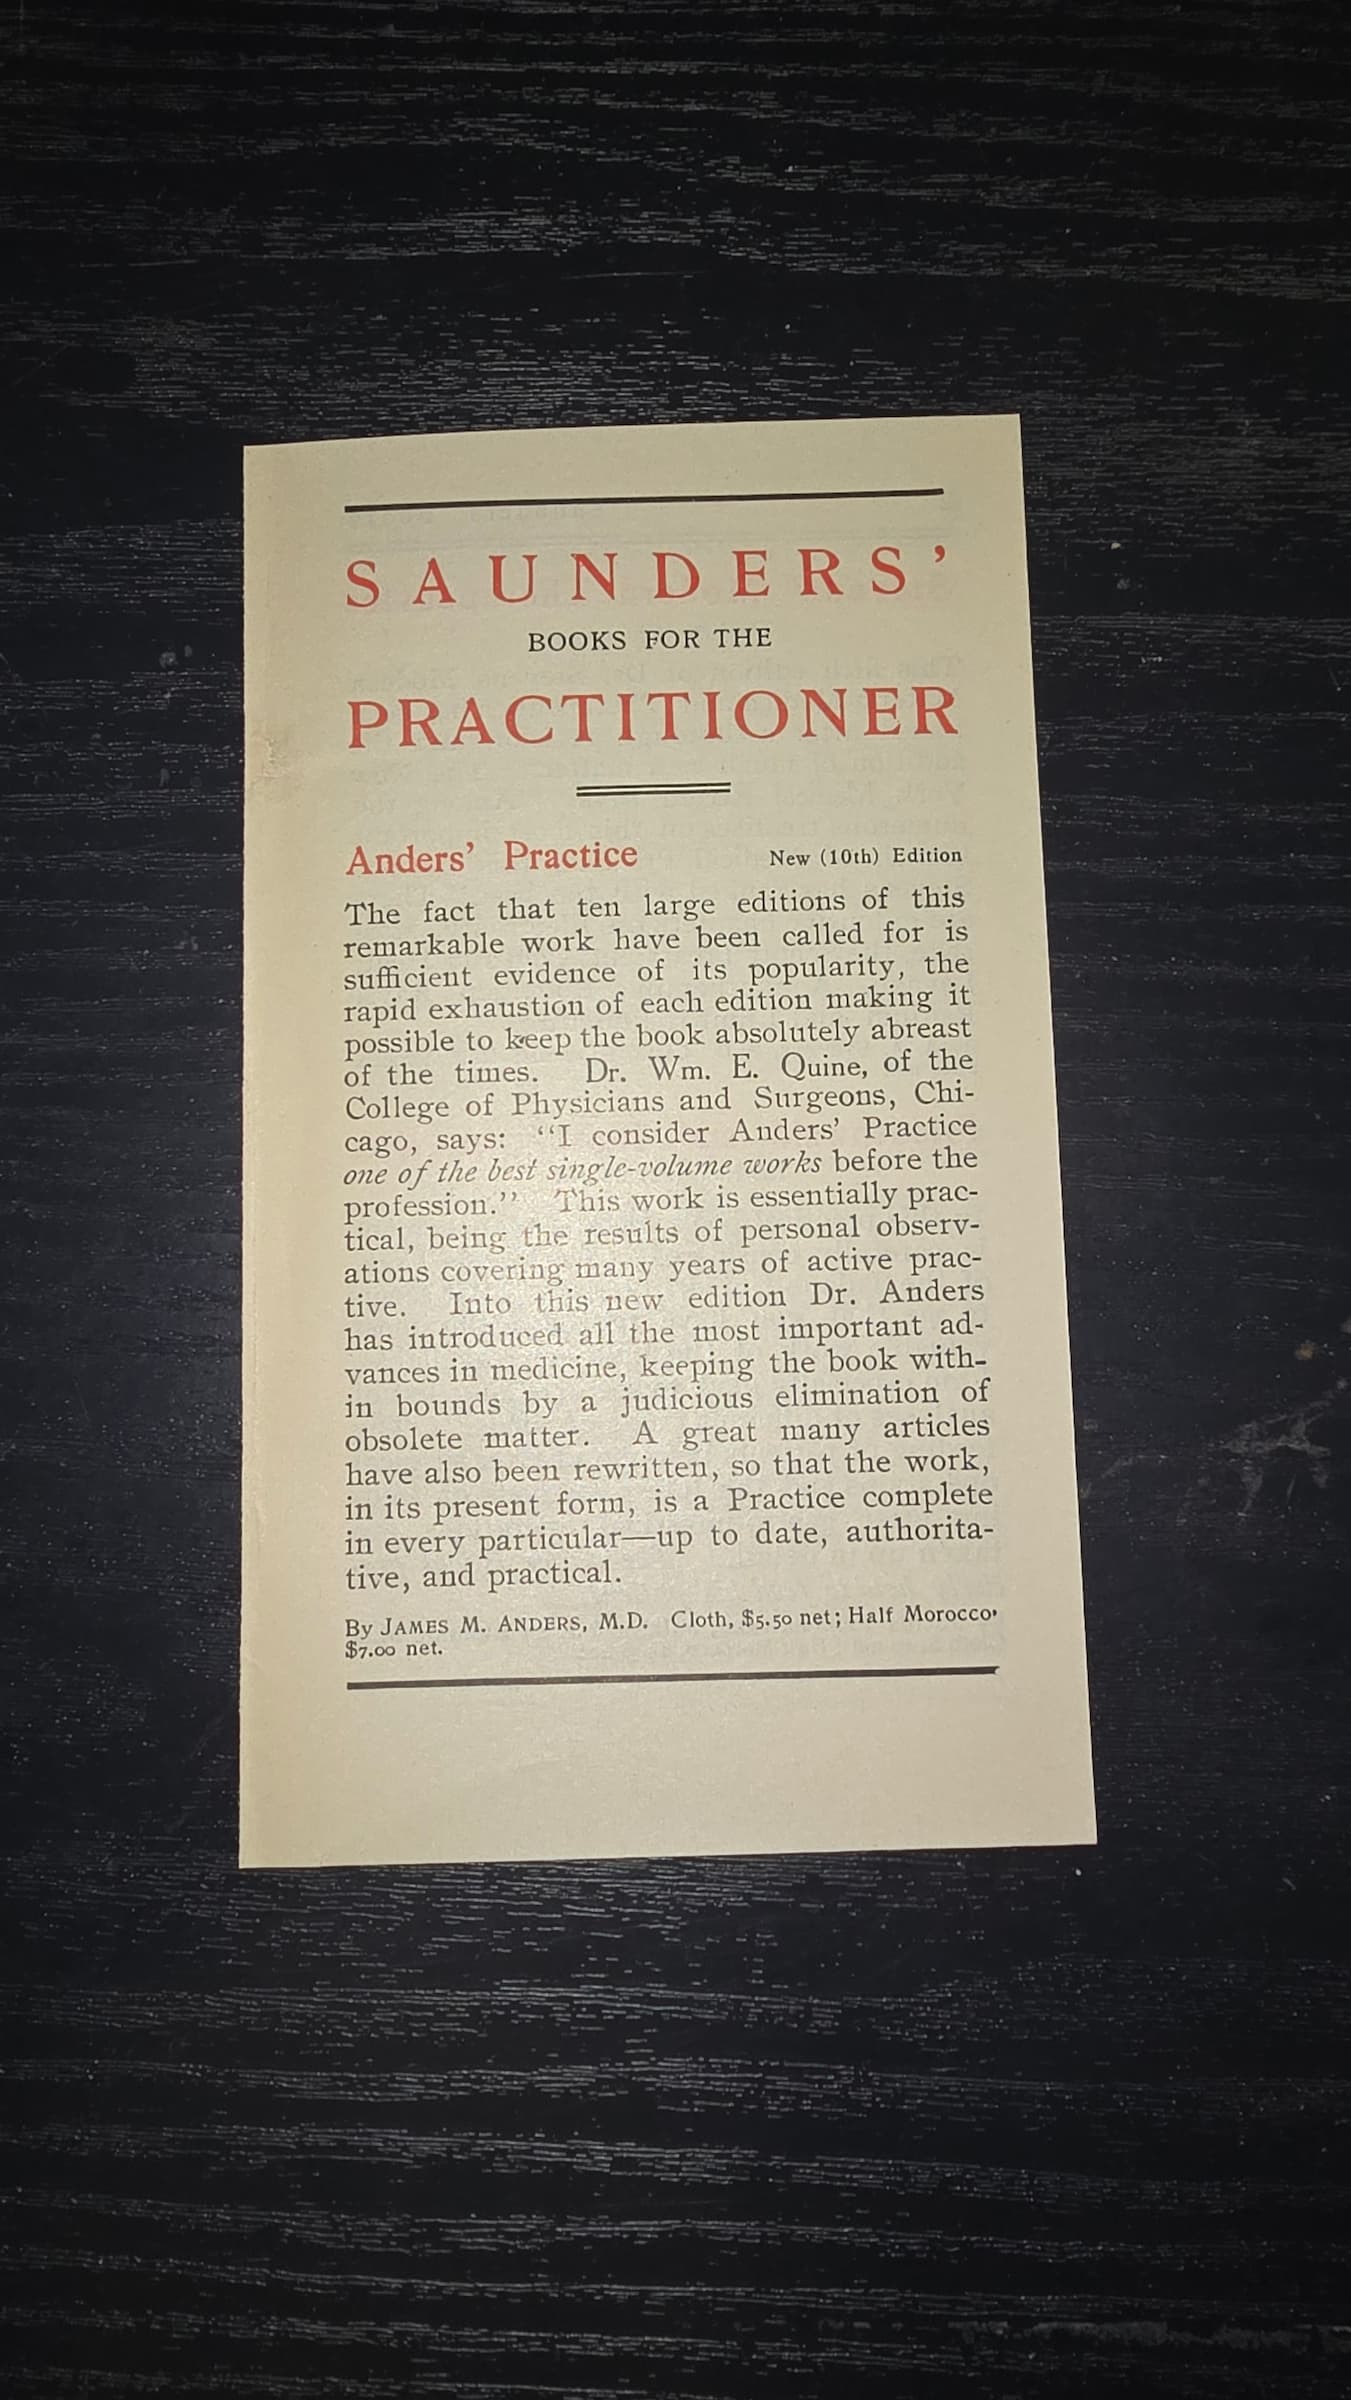 SAUNDERS’
BOOKS FOR THE
PRACTITIONER
Anders’ Practice New (10th) Edition
The fact that ten large editions of this
remarkable work have been called for is
sufficient evidence of its popularity, the
rapid exhaustion of each edition making it
possible to keep the book absolutely abreast
of the times. Dr. Wm. E. Quine, of the
College of Physicians and Surgeons, Chi-
cago, says: “I consider Anders’ Practice
one of the best single-volume works before the
profession.” This work is essentially prac-
tical, being the results of personal observ-
ations covering many years of active prac-
tive. Into this new edition Dr. Anders
has introduced all the most important ad-
vances in medicine, keeping the book with-
in bounds by a judicious elimination of
obsolete matter. A great many articles
have also been rewritten, so that the work,
in its present form, is a Practice complete
in every particular—up to date, authorita-
tive, and practical.
By JAMES M. ANDERS, M.D. Cloth, $5.50 net; Half Morocco,
$7.00 net.